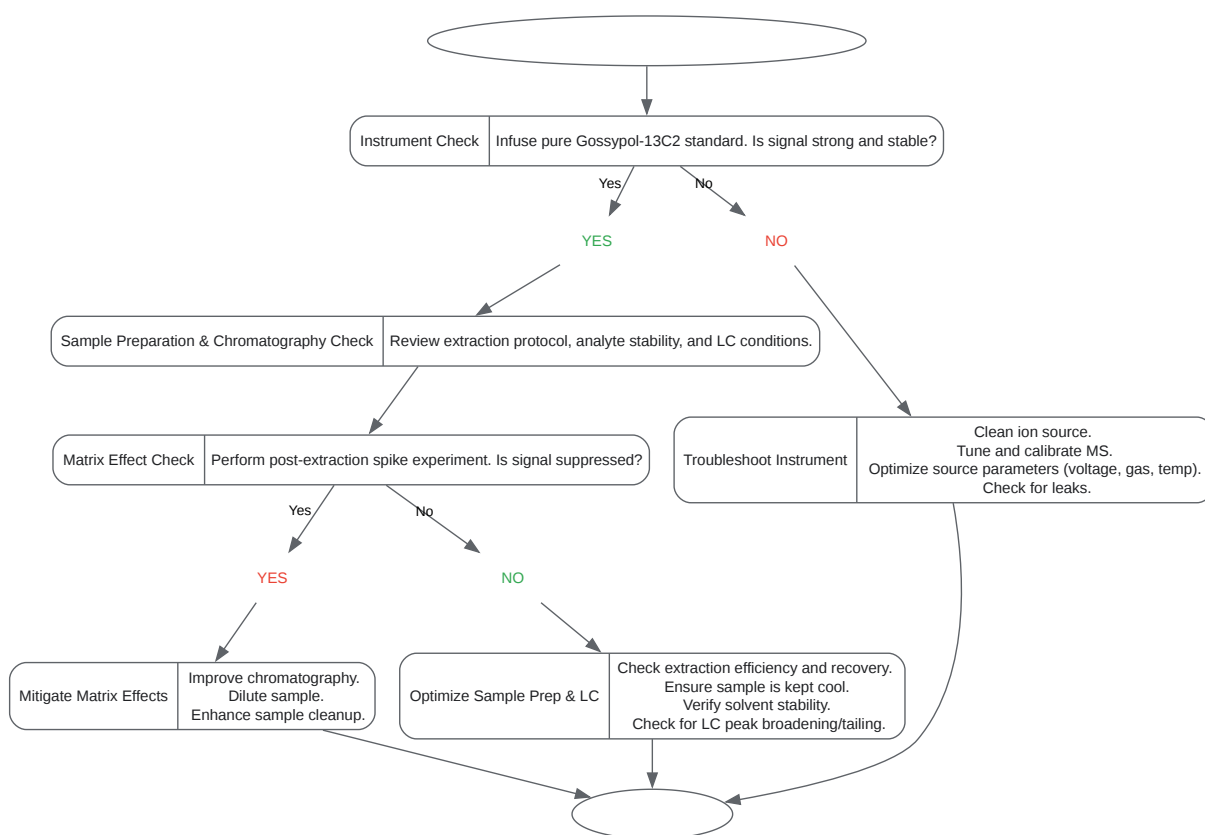 Instrument Check
Infuse pure Gossypol-13C2 standard. Is signal strong and stable?
Yes
No
YES
NO
Sample Preparation & Chromatography Check
Review extraction protocol, analyte stability, and LC conditions.
Matrix Effect Check
Perform post-extraction spike experiment. Is signal suppressed?
Troubleshoot Instrument
Clean ion source.
Tune and calibrate MS.
Optimize source parameters (voltage, gas, temp).
Check for leaks.
Yes
No
YES
NO
Mitigate Matrix Effects
Improve chromatography.
Dilute sample.
Enhance sample cleanup.
Optimize Sample Prep & LC
Check extraction efficiency and recovery.
Ensure sample is kept cool.
Verify solvent stability.
Check for LC peak broadening/tailing.